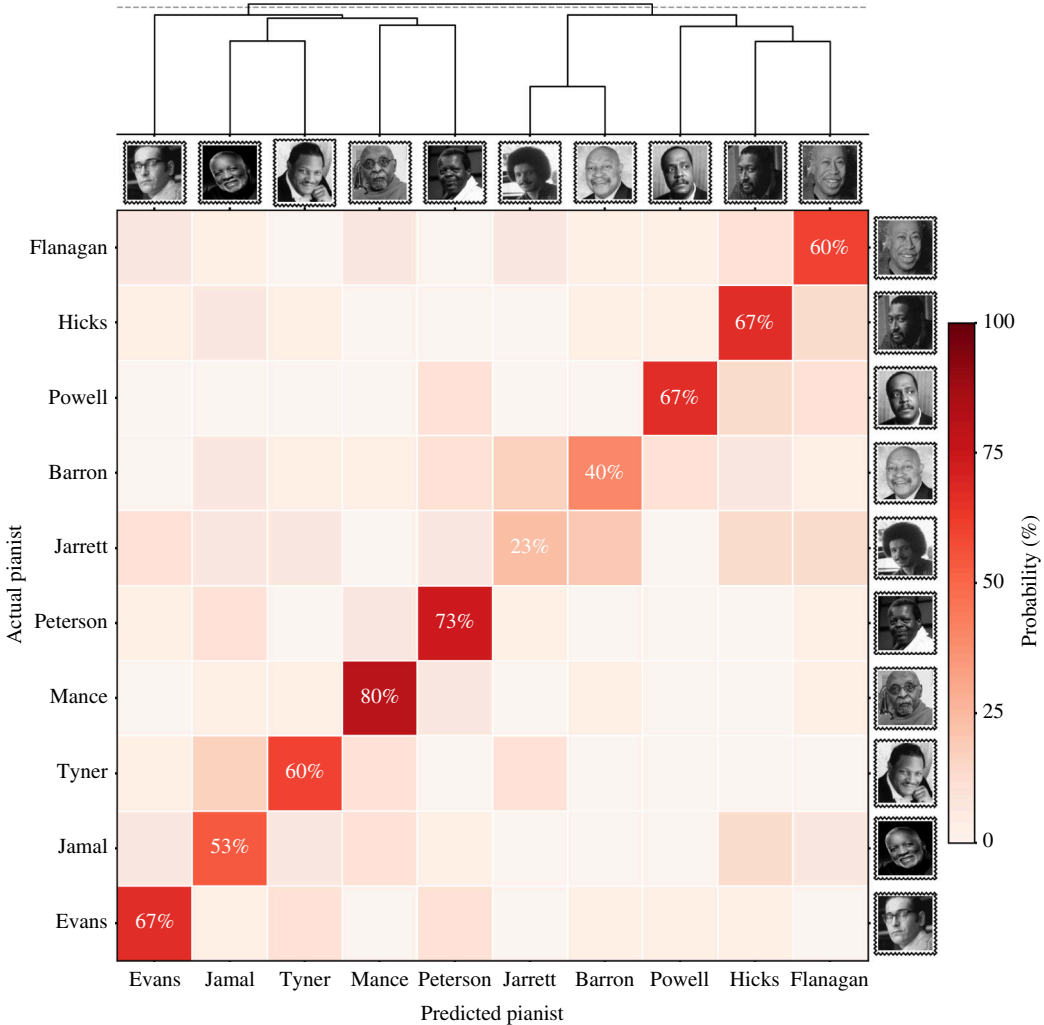 Flanagan
60%
Hicks
67%
100
Powell
67%
Barron
40%
75
Jarrett
23%
Peterson
73%
50
Mance
80%
25
Tyner
60%
Jamal
53%
0
Evans
67%
Actual pianist
Probability (%)
Evans Jamal Tyner Mance Peterson Jarrett Barron Powell Hicks Flanagan
Predicted pianist